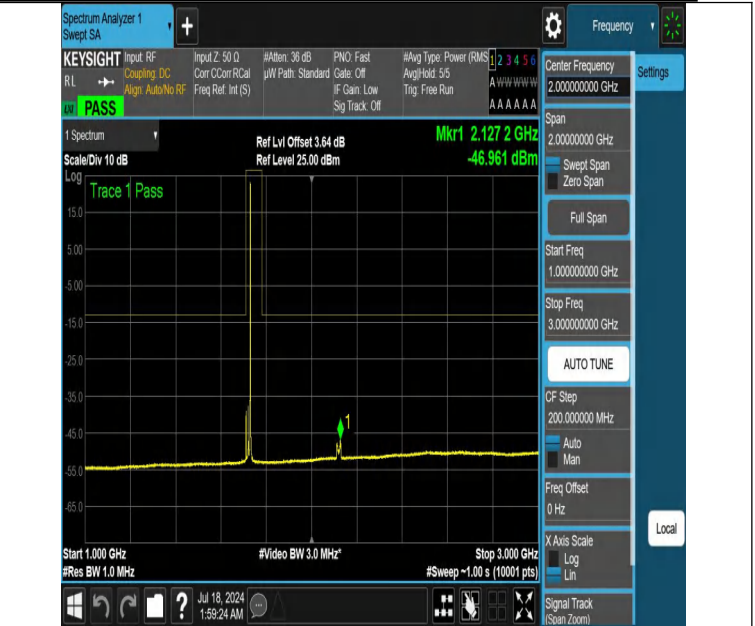 Spectrum Analyzer 1
Swept SA
+
Frequency
KEYSIGHT
RL
PASS
Input: RF
Coupling: DC
Align: Auto/No RF
Input Z: 50 Ω
Corr CCorr RCal
Freq Ref: Int (S)
#Atten: 36 dB
µW Path: Standard
PNO: Fast
Gate: Off
IF Gain: Low
Sig Track: Off
#Avg Type: Power (RMS
Avg|Hold: 5/5
Trig: Free Run
1 2 3 4 5 6
A W W W W W
A A A A A A
Center Frequency
2.000000000 GHz
Settings
Span
2.00000000 GHz
Swept Span
Zero Span
Full Span
Start Freq
1.000000000 GHz
Stop Freq
3.000000000 GHz
AUTO TUNE
CF Step
200.000000 MHz
Auto
Man
Freq Offset
0 Hz
X Axis Scale
Log
Lin
Local
Signal Track
(Span Zoom)
1 Spectrum
Scale/Div 10 dB
Ref Lvl Offset 3.64 dB
Ref Level 25.00 dBm
Mkr1 2.127 2 GHz
-46.961 dBm
Log
Trace 1 Pass
15.0
5.00
-5.00
-15.0
-25.0
-35.0
-45.0
-55.0
-65.0
1
Start 1.000 GHz
#Res BW 1.0 MHz
#Video BW 3.0 MHz*
Stop 3.000 GHz
#Sweep ~1.00 s (10001 pts)
?
Jul 18, 2024
1:59:24 AM